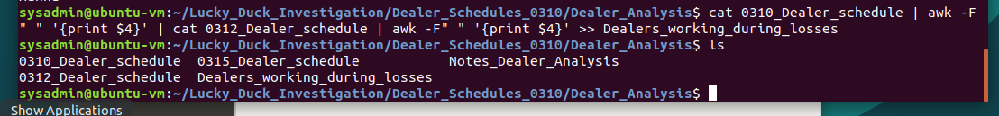 sysadmin@ubuntu-vm:~/Lucky_Duck_Investigation/Dealer_Schedules_0310/Dealer_Analysis$ cat 0310_Dealer_schedule | awk -F
" " '{print $4}' | cat 0312_Dealer_schedule | awk -F" " '{print $4}' >> Dealers_working_during_losses
sysadmin@ubuntu-vm:~/Lucky_Duck_Investigation/Dealer_Schedules_0310/Dealer_Analysis$ ls
0310_Dealer_schedule  0315_Dealer_schedule           Notes_Dealer_Analysis
0312_Dealer_schedule  Dealers_working_during_losses
sysadmin@ubuntu-vm:~/Lucky_Duck_Investigation/Dealer_Schedules_0310/Dealer_Analysis$
Show Applications